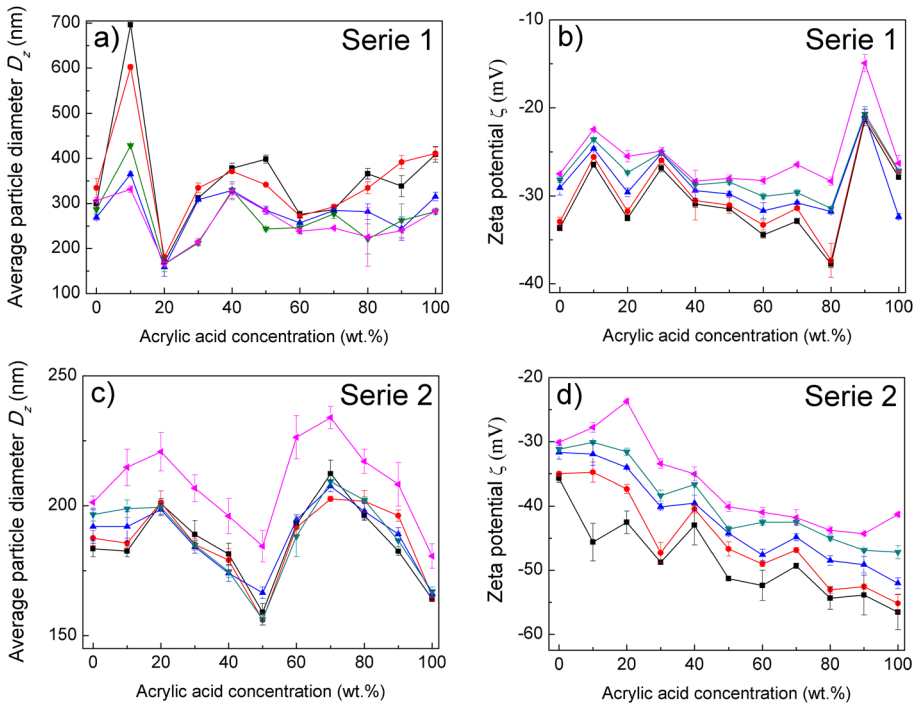 a)
Serie 1
700
600
500
400
300
200
100
0 20 40 60 80 100
Average particle diameter Dz (nm)
Acrylic acid concentration (wt.%)
b)
Serie 1
-10
-20
-30
-40
0 20 40 60 80 100
Zeta potential ζ (mV)
Acrylic acid concentration (wt.%)
c)
Serie 2
250
200
150
0 20 40 60 80 100
Average particle diameter Dz (nm)
Acrylic acid concentration (wt.%)
d)
Serie 2
-20
-30
-40
-50
-60
0 20 40 60 80 100
Zeta potential ζ (mV)
Acrylic acid concentration (wt.%)